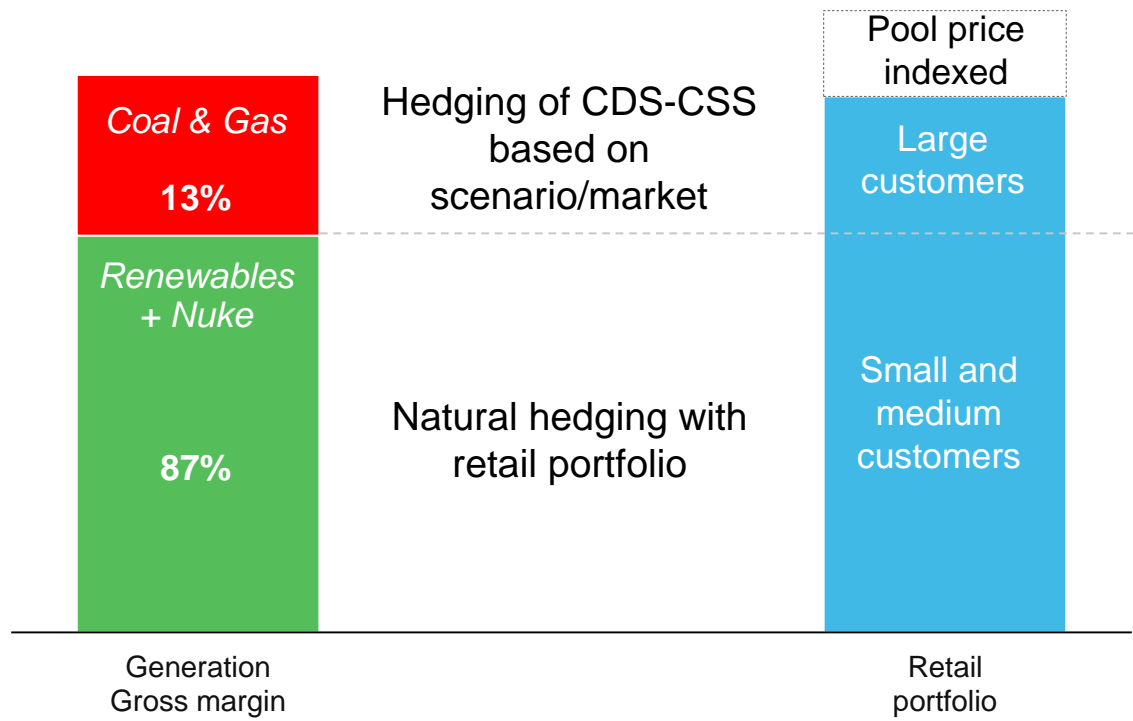 Coal & Gas
13%
Renewables
+ Nuke
87%
Generation
Gross margin
Hedging of CDS-CSS
based on
scenario/market
Natural hedging with
retail portfolio
Pool price
indexed
Large
customers
Small and
medium
customers
Retail
portfolio